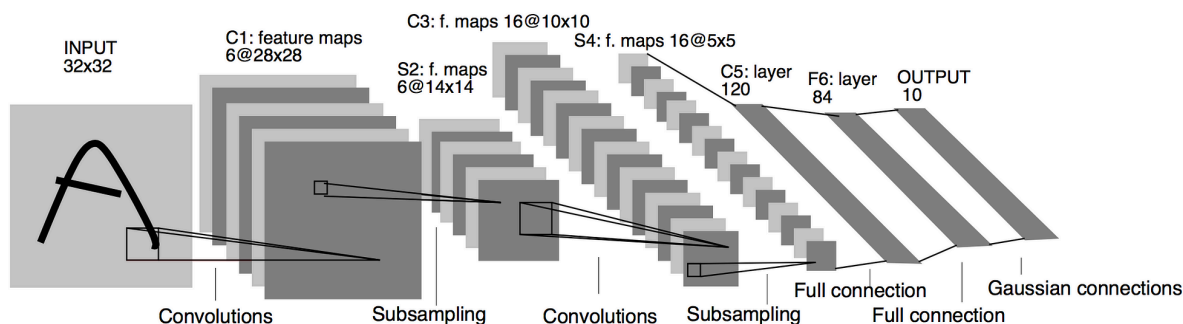 INPUT
32x32
C1: feature maps
6@28x28
S2: f. maps
6@14x14
C3: f. maps 16@10x10
S4: f. maps 16@5x5
C5: layer
120
F6: layer
84
OUTPUT
10
Convolutions
Subsampling
Convolutions
Subsampling
Full connection
Full connection
Gaussian connections
A